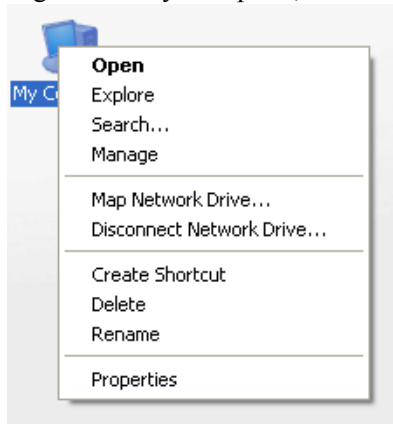 My C
Open
Explore
Search...
Manage
Map Network Drive...
Disconnect Network Drive...
Create Shortcut
Delete
Rename
Properties